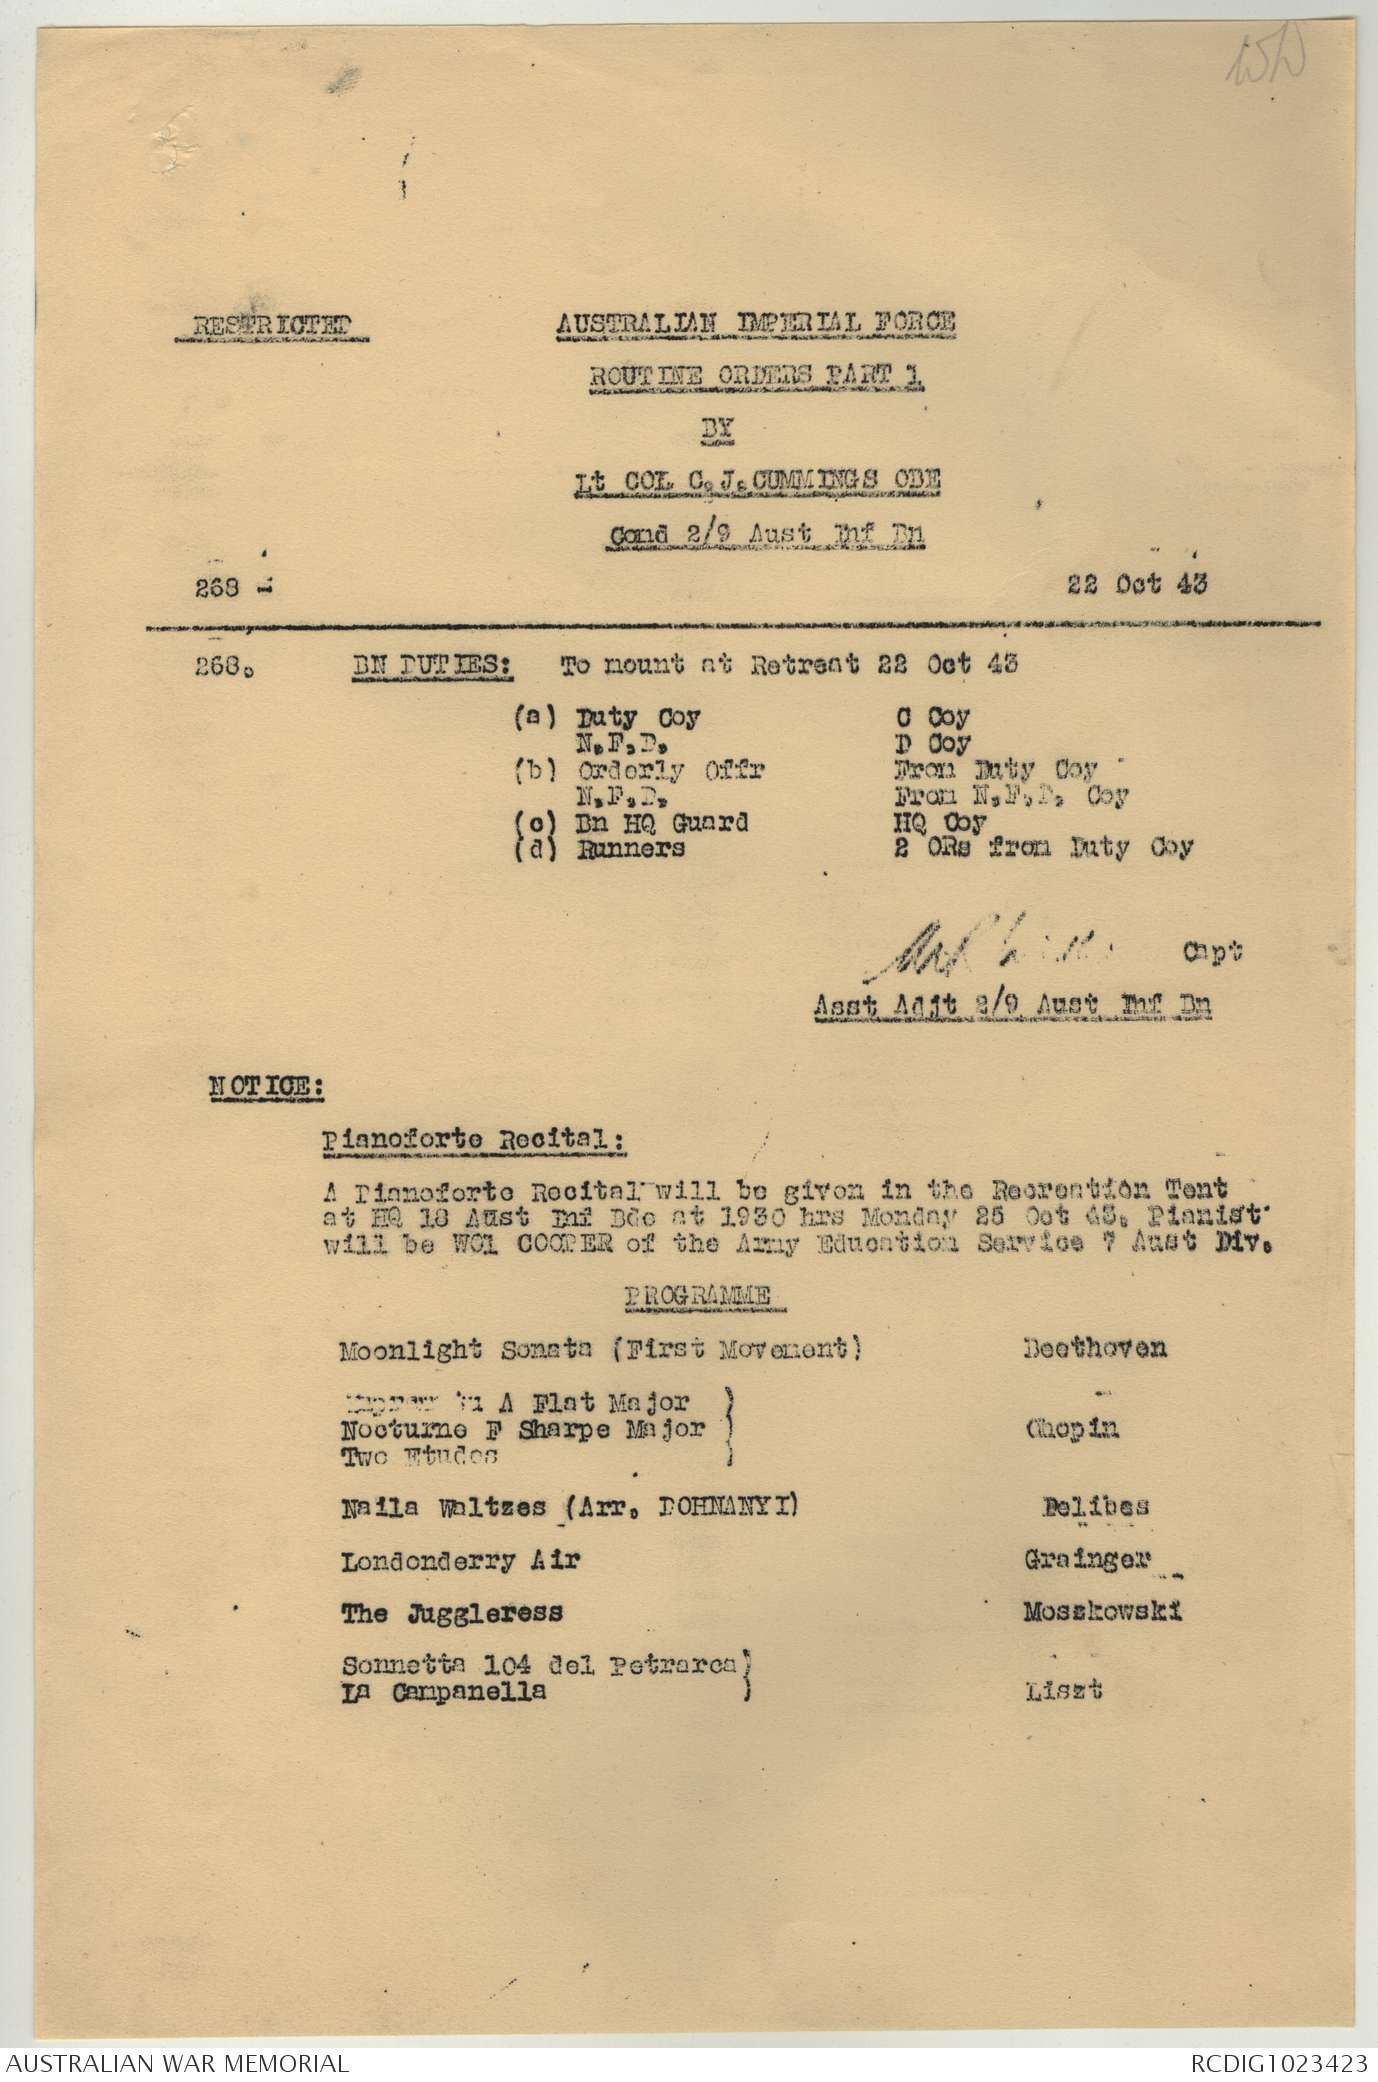 RESTRICTED
AUSTRALIAN IMPERIAL FORCE
ROUTINE ORDERS PART 1
BY
Lt COL C.J.CUMMINGS OBE
Comd 2/9 Aust Inf Bn
268 -
22 Oct 43
268. BN DUTIES: To mount at Retreat 22 Oct 43
(a) Duty Coy C Coy
N.F.D. D Coy
(b) Orderly Offr From Duty Coy
N.F.D. From N.F.D. Coy
(c) Bn HQ Guard HQ Coy
(d) Runners 2 ORs from Duty Coy
Capt
Asst Adjt 2/9 Aust Inf Bn
NOTICE:
Pianoforte Recital:
A Pianoforte Recital will be given in the Recreation Tent
at HQ 18 Aust Inf Bde at 1930 hrs Monday 25 Oct 43. Pianist
will be WO1 COOPER of the Army Education Service 7 Aust Div.
PROGRAMME
Moonlight Sonata (First Movement) Beethoven
A Flat Major )
Nocturne F Sharpe Major ) Chopin
Two Etudes )
Naila Waltzes (Arr. DOHNANYI) Delibes
Londonderry Air Grainger
The Juggleress Moszkowski
Sonnetta 104 del Petrarca)
La Campanella ) Liszt
AUSTRALIAN WAR MEMORIAL
RCDIG1023423